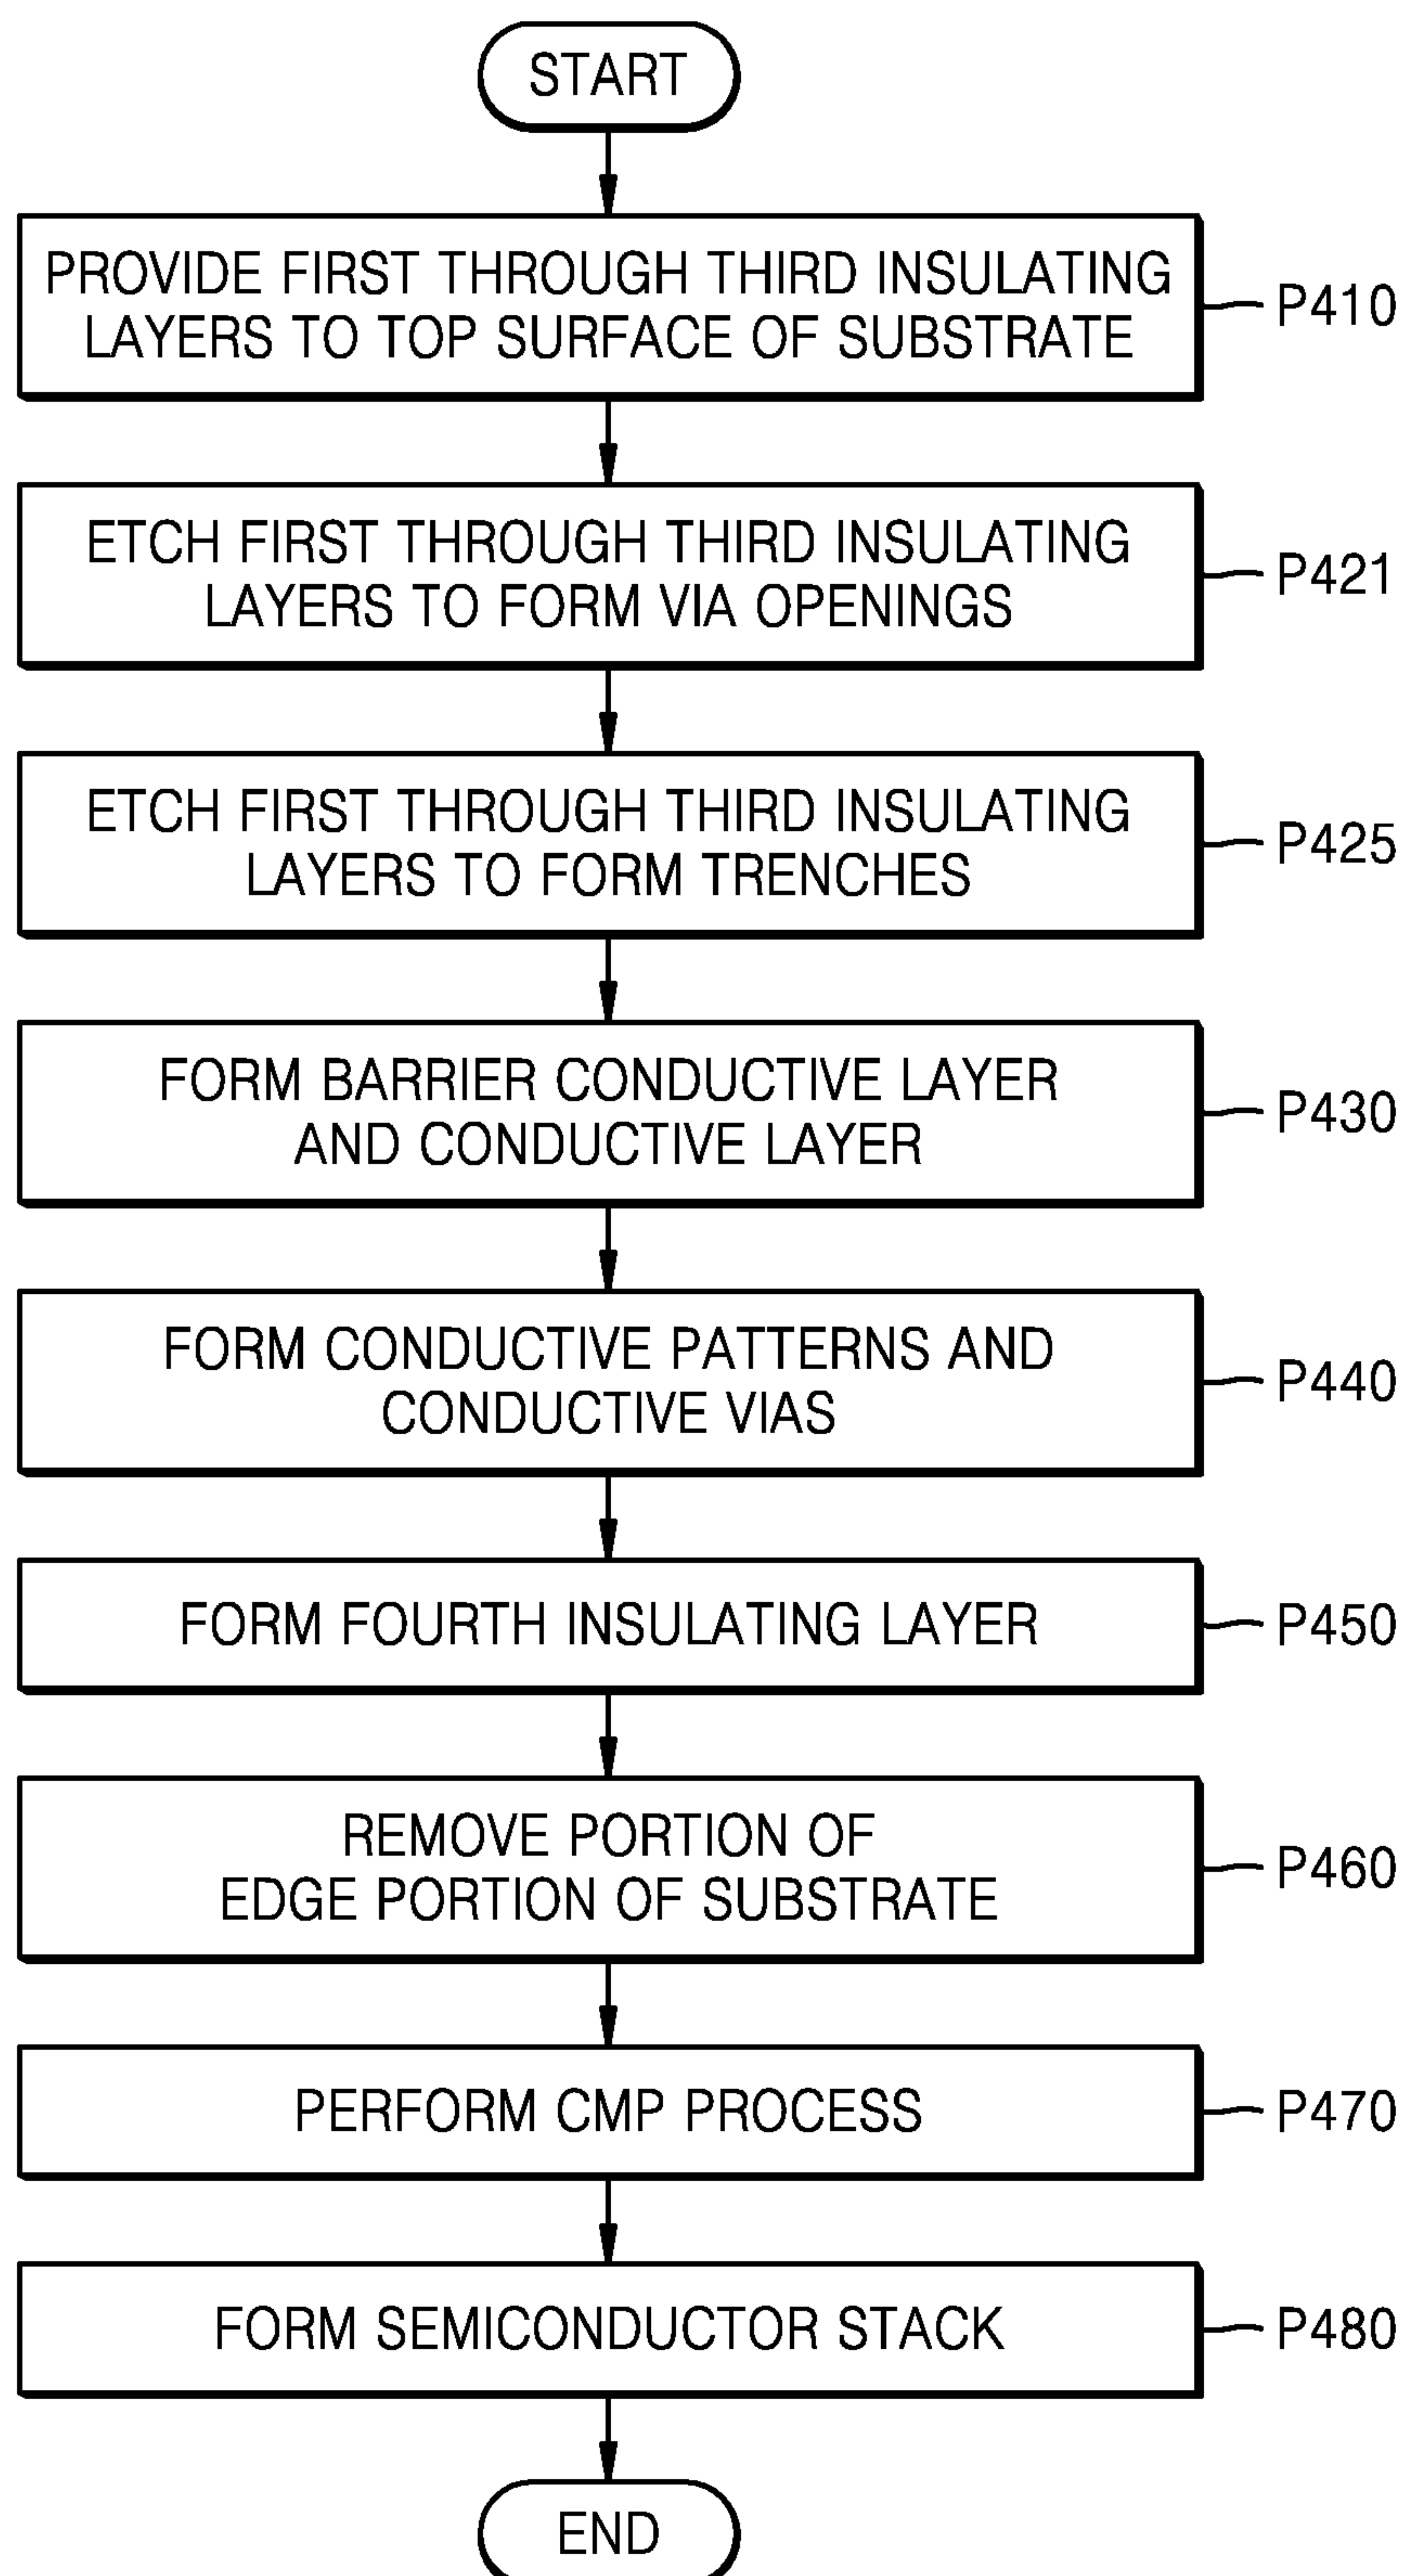 START
PROVIDE FIRST THROUGH THIRD INSULATING
LAYERS TO TOP SURFACE OF SUBSTRATE
P410
ETCH FIRST THROUGH THIRD INSULATING
LAYERS TO FORM VIA OPENINGS
P421
ETCH FIRST THROUGH THIRD INSULATING
LAYERS TO FORM TRENCHES
P425
FORM BARRIER CONDUCTIVE LAYER
AND CONDUCTIVE LAYER
P430
FORM CONDUCTIVE PATTERNS AND
CONDUCTIVE VIAS
P440
FORM FOURTH INSULATING LAYER
P450
REMOVE PORTION OF
EDGE PORTION OF SUBSTRATE
P460
PERFORM CMP PROCESS
P470
FORM SEMICONDUCTOR STACK
P480
END